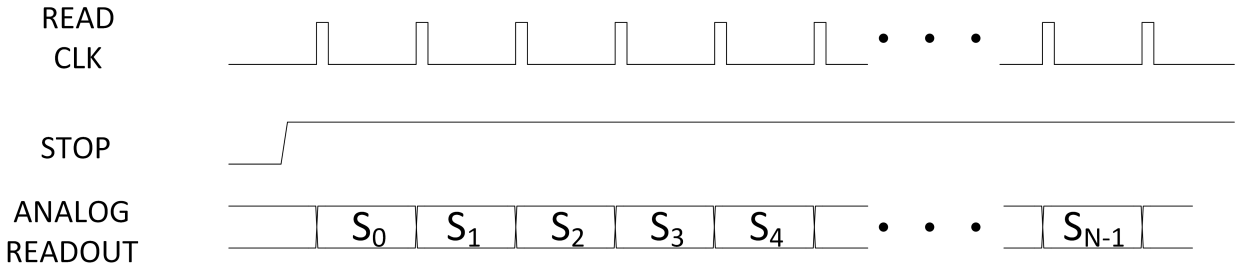 READ
CLK
STOP
ANALOG
READOUT
S0 S1 S2 S3 S4 SN-1